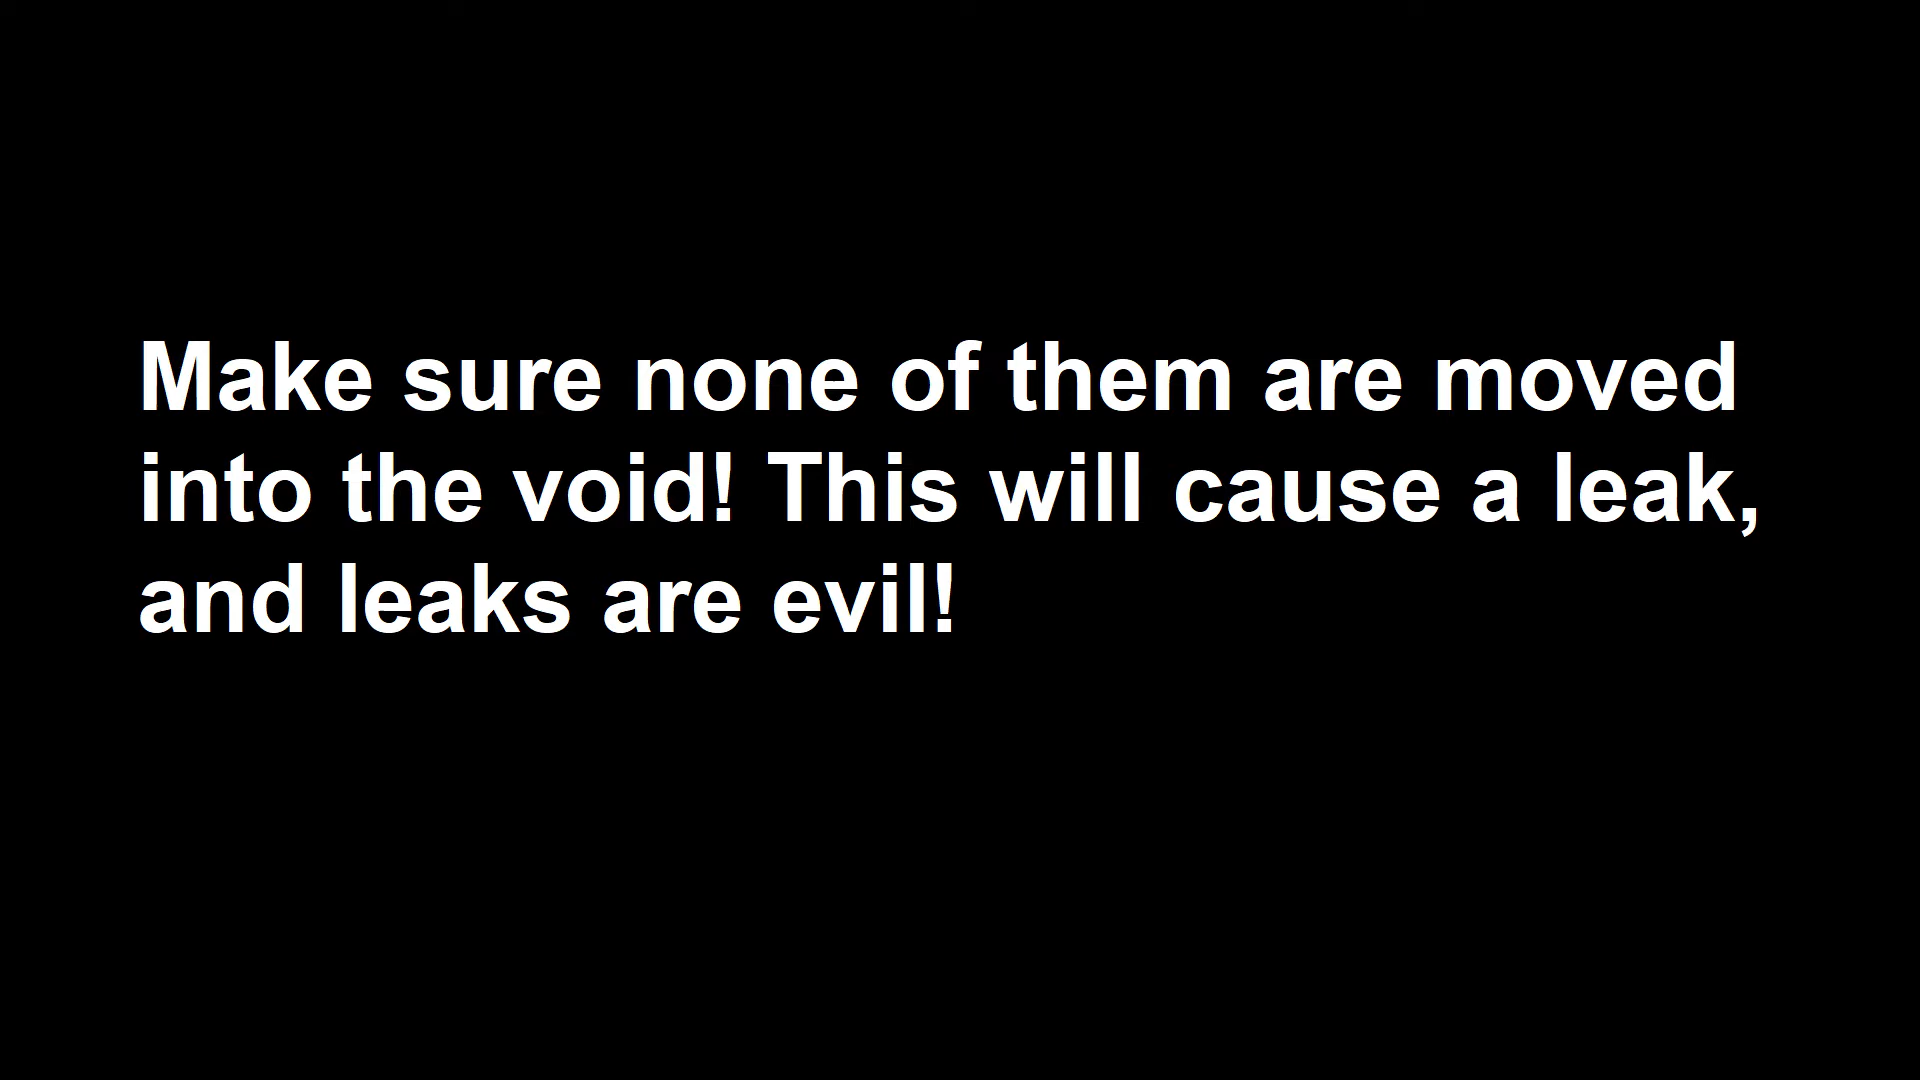 Make sure none of them are moved
into the void! This will cause a leak,
and leaks are evil!